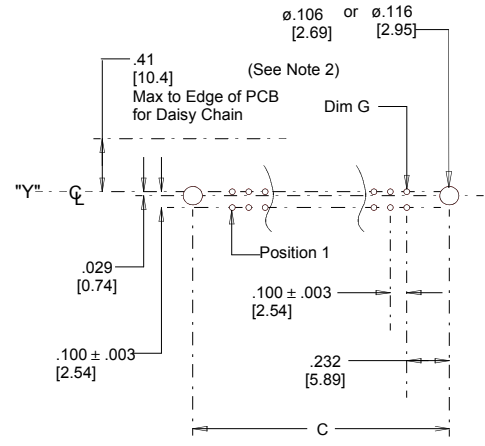 ø.106 or ø.116
[2.69] [2.95]
.41
[10.4]
Max to Edge of PCB
for Daisy Chain
(See Note 2)
Dim G
"Y" ℄
Position 1
.029
[0.74]
.100 ± .003
[2.54]
.100 ± .003
[2.54]
.232
[5.89]
C